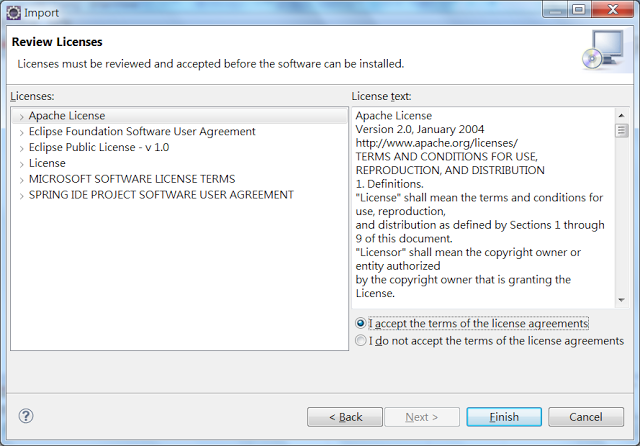 Import
Review Licenses
Licenses must be reviewed and accepted before the software can be installed.
Licenses:
Apache License
Eclipse Foundation Software User Agreement
Eclipse Public License - v 1.0
License
MICROSOFT SOFTWARE LICENSE TERMS
SPRING IDE PROJECT SOFTWARE USER AGREEMENT
License text:
Apache License
Version 2.0, January 2004
http://www.apache.org/licenses/
TERMS AND CONDITIONS FOR USE,
REPRODUCTION, AND DISTRIBUTION
1. Definitions.
"License" shall mean the terms and conditions for
use, reproduction,
and distribution as defined by Sections 1 through
9 of this document.
"Licensor" shall mean the copyright owner or
entity authorized
by the copyright owner that is granting the
License.
I accept the terms of the license agreements
I do not accept the terms of the license agreements
?
< Back
Next >
Finish
Cancel